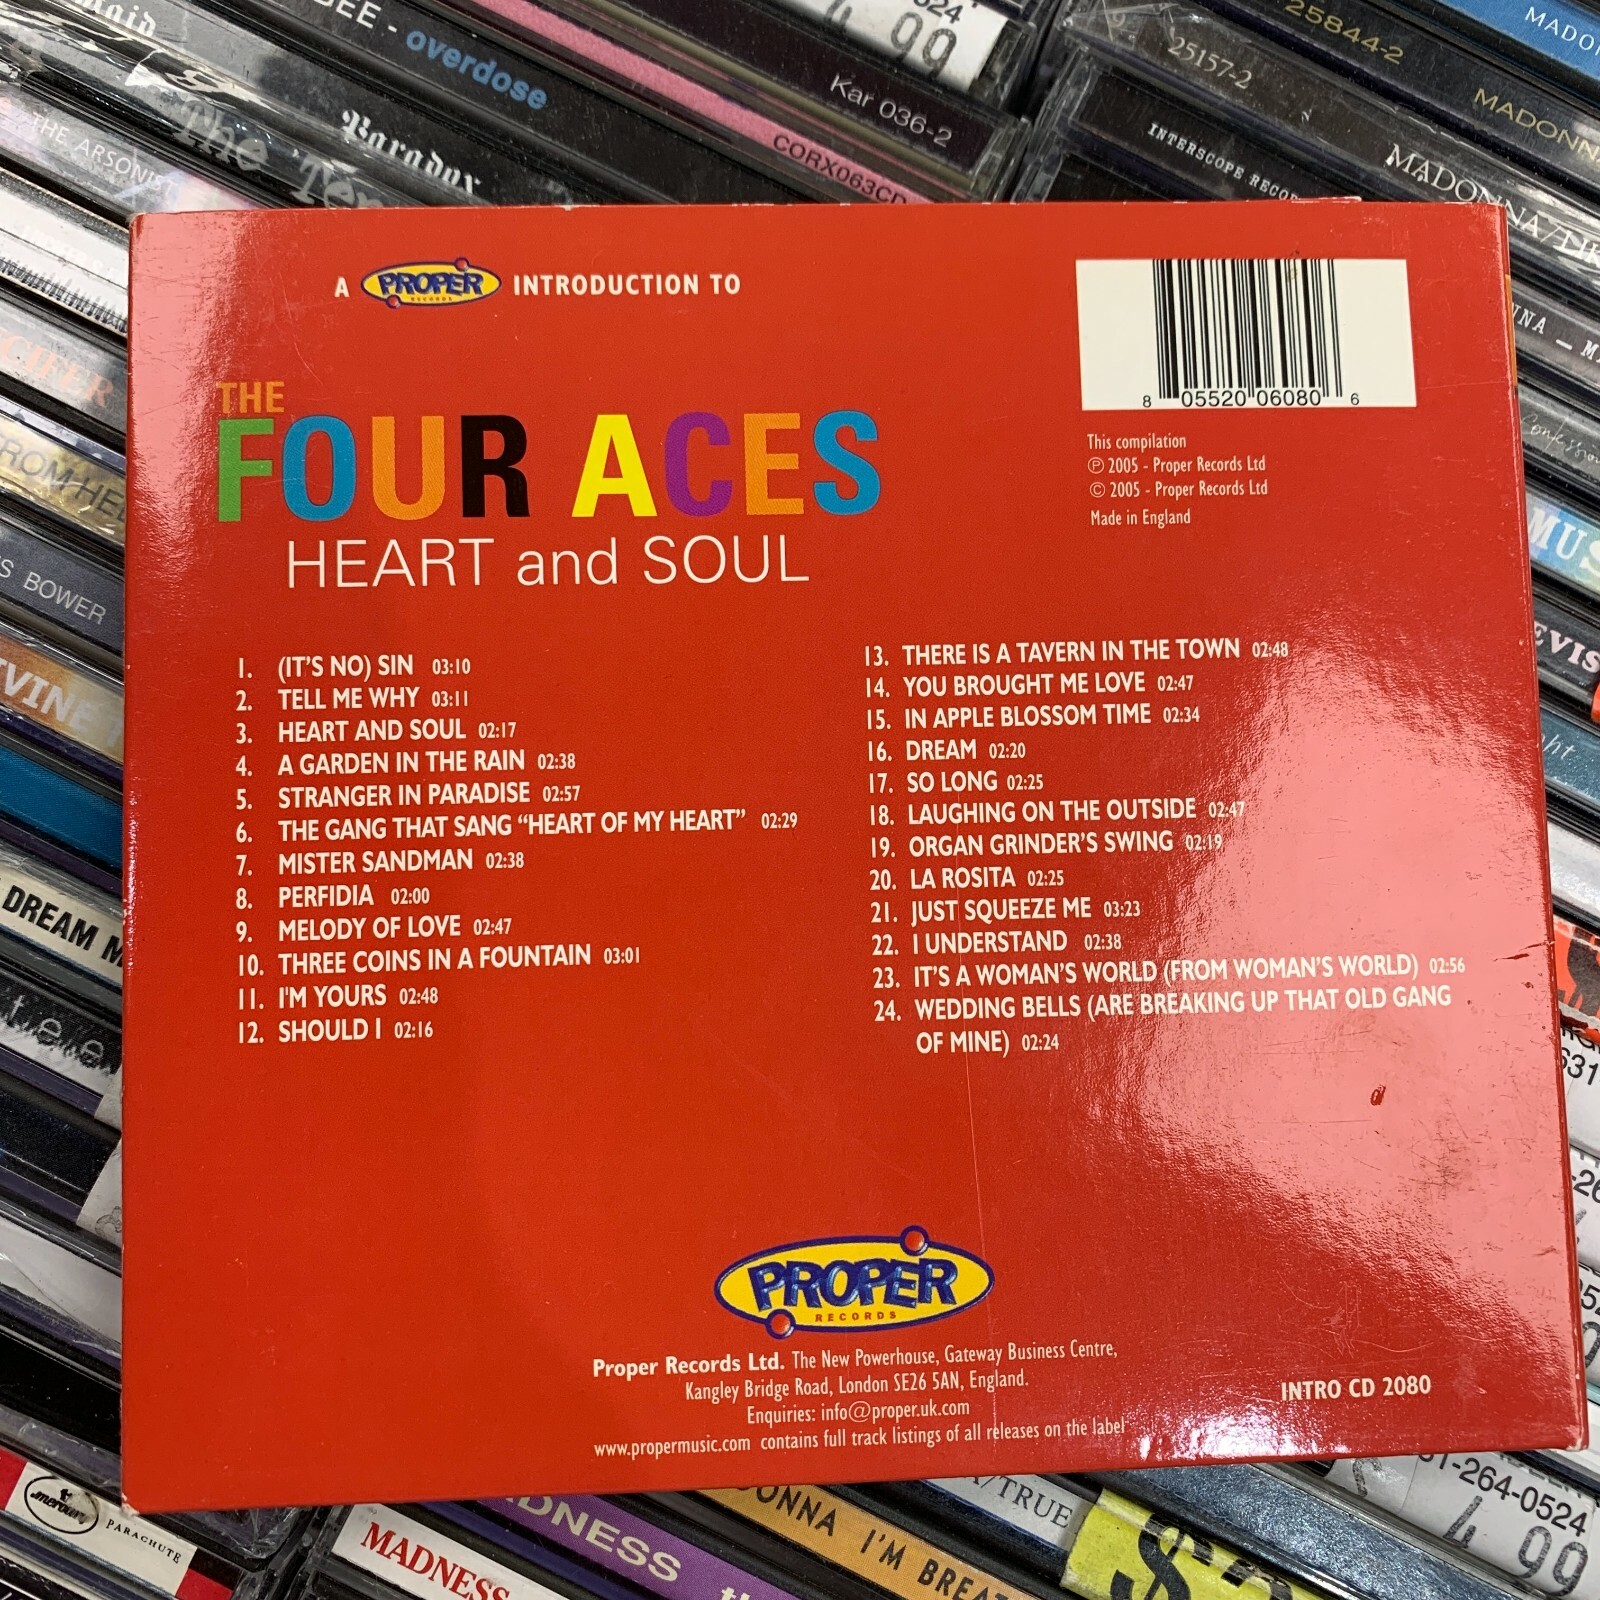 BEE - overdose
524
4 99
Kar 036-2
CORX063CD
Paradox
THE ARSONIST
25844-2
25157-2
MADONNA
INTERSCOPE RECOR
A PROPER RECORDS INTRODUCTION TO
THE
FOUR ACES
HEART and SOUL
8 05520 06080 6
This compilation
℗ 2005 - Proper Records Ltd
© 2005 - Proper Records Ltd
Made in England
1. (IT'S NO) SIN 03:10
2. TELL ME WHY 03:11
3. HEART AND SOUL 02:17
4. A GARDEN IN THE RAIN 02:38
5. STRANGER IN PARADISE 02:57
6. THE GANG THAT SANG “HEART OF MY HEART” 02:29
7. MISTER SANDMAN 02:38
8. PERFIDIA 02:00
9. MELODY OF LOVE 02:47
10. THREE COINS IN A FOUNTAIN 03:01
11. I'M YOURS 02:48
12. SHOULD I 02:16
13. THERE IS A TAVERN IN THE TOWN 02:48
14. YOU BROUGHT ME LOVE 02:47
15. IN APPLE BLOSSOM TIME 02:34
16. DREAM 02:20
17. SO LONG 02:25
18. LAUGHING ON THE OUTSIDE 02:47
19. ORGAN GRINDER'S SWING 02:19
20. LA ROSITA 02:25
21. JUST SQUEEZE ME 03:23
22. I UNDERSTAND 02:38
23. IT'S A WOMAN'S WORLD (FROM WOMAN'S WORLD) 02:56
24. WEDDING BELLS (ARE BREAKING UP THAT OLD GANG
OF MINE) 02:24
PROPER
RECORDS
Proper Records Ltd. The New Powerhouse, Gateway Business Centre,
Kangley Bridge Road, London SE26 5AN, England.
Enquiries: info@proper.uk.com
www.propermusic.com contains full track listings of all releases on the label
INTRO CD 2080
S BOWER
DREAM
PARACHUTE
MADNESS
I'M BREAT
/TRUE
-264-0524
4 99